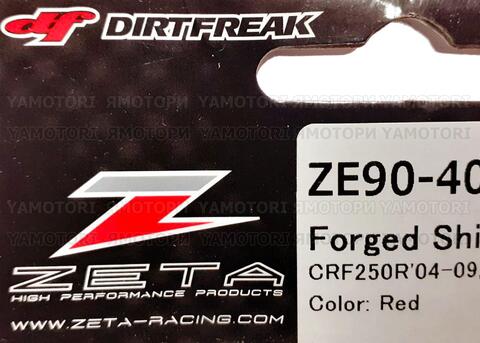 DIRTFREAK
YAMOTORI ЯМОТОРИ YAMOTORI ЯМОТОРИ YAMOTORI
ZE90-40
ZETA
Forged Shi
HIGH PERFORMANCE PRODUCTS
CRF250R'04-09,
Color: Red
WWW.ZETA-RACING.COM